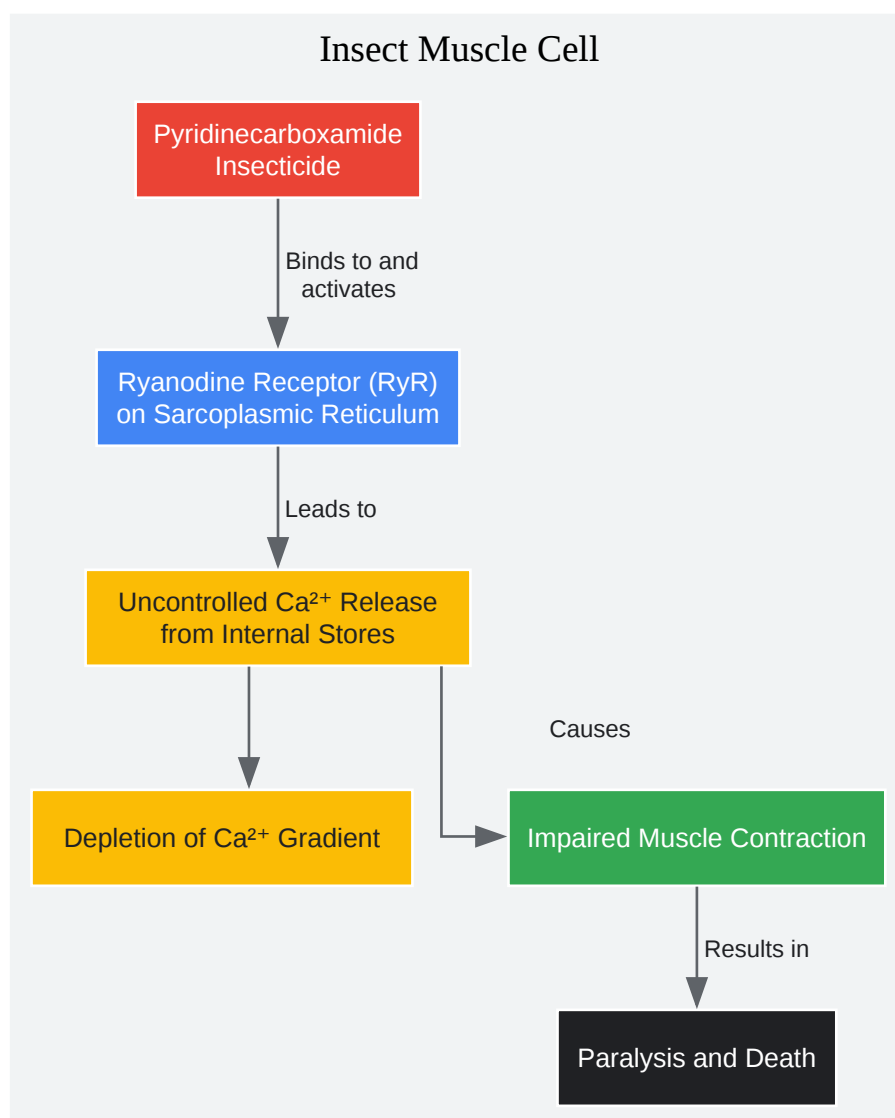 Insect Muscle Cell
Pyridinecarboxamide
Insecticide
Binds to and
activates
Ryanodine Receptor (RyR)
on Sarcoplasmic Reticulum
Leads to
Uncontrolled Ca²⁺ Release
from Internal Stores
Causes
Depletion of Ca²⁺ Gradient
Impaired Muscle Contraction
Results in
Paralysis and Death